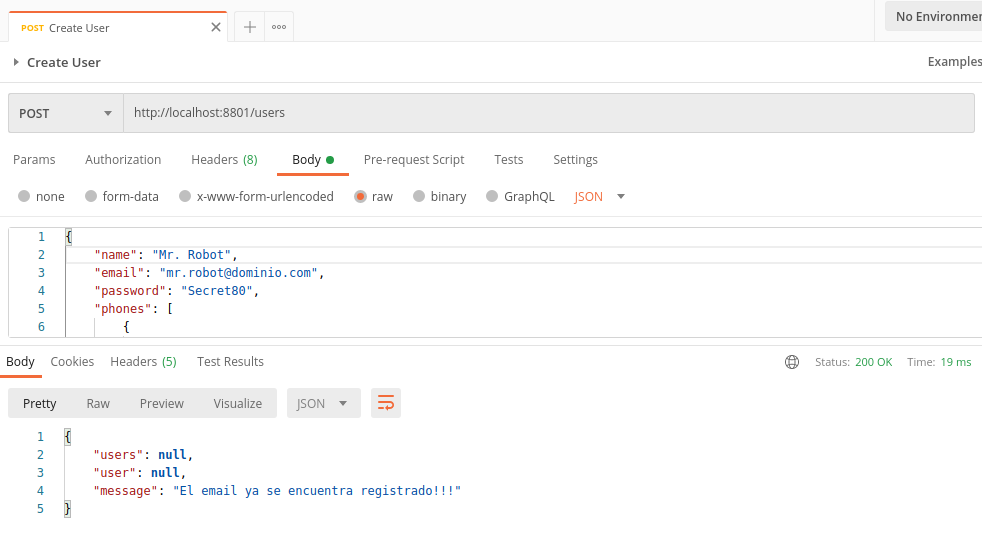 POST Create User
No Environmen
Create User
Examples
POST http://localhost:8801/users
Params Authorization Headers (8) Body Pre-request Script Tests Settings
none form-data x-www-form-urlencoded raw binary GraphQL JSON
1 {
2 "name": "Mr. Robot",
3 "email": "mr.robot@dominio.com",
4 "password": "Secret80",
5 "phones": [
6 {
Body Cookies Headers (5) Test Results Status: 200 OK Time: 19 ms
Pretty Raw Preview Visualize JSON
1 {
2 "users": null,
3 "user": null,
4 "message": "El email ya se encuentra registrado!!!"
5 }